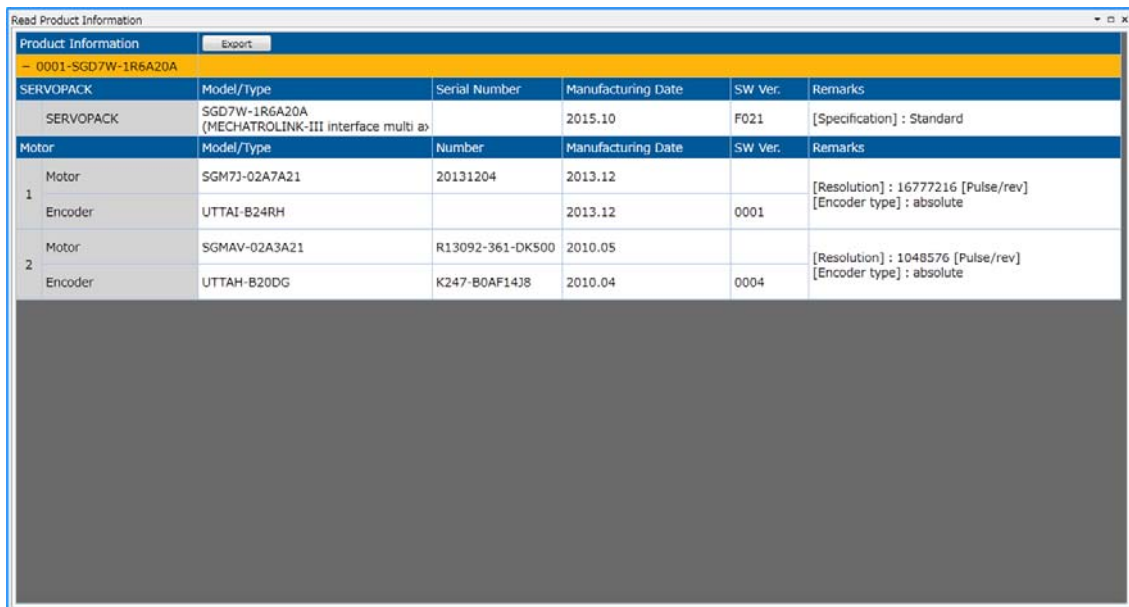 Read Product Information
Product Information Export
− 0001-SGD7W-1R6A20A
SERVOPACK Model/Type Serial Number Manufacturing Date SW Ver. Remarks
SERVOPACK SGD7W-1R6A20A 2015.10 F021 [Specification] : Standard
(MECHATROLINK-III interface multi
Motor Model/Type Number Manufacturing Date SW Ver. Remarks
1 Motor SGM7J-02A7A21 20131204 2013.12 [Resolution] : 16777216 [Pulse/rev]
Encoder UTTAI-B24RH 2013.12 0001 [Encoder type] : absolute
2 Motor SGMAV-02A3A21 R13092-361-DK500 2010.05 [Resolution] : 1048576 [Pulse/rev]
Encoder UTTAH-B20DG K247-B0AF14J8 2010.04 0004 [Encoder type] : absolute